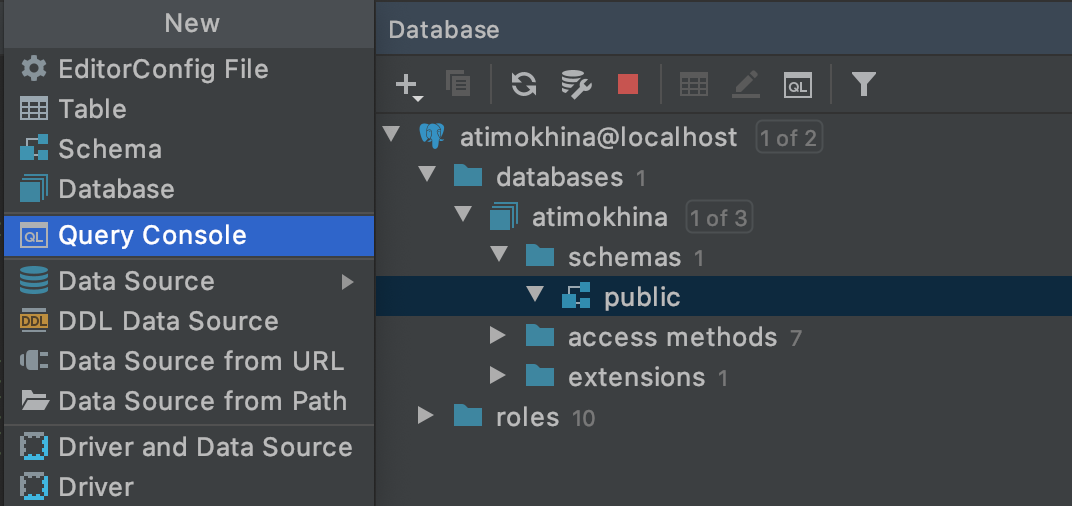 New
EditorConfig File
Table
Schema
Database
QL Query Console
Data Source
DDL DDL Data Source
Data Source from URL
Data Source from Path
Driver and Data Source
Driver
Database
QL
atimokhina@localhost 1 of 2
databases 1
atimokhina 1 of 3
schemas 1
public
access methods 7
extensions 1
roles 10